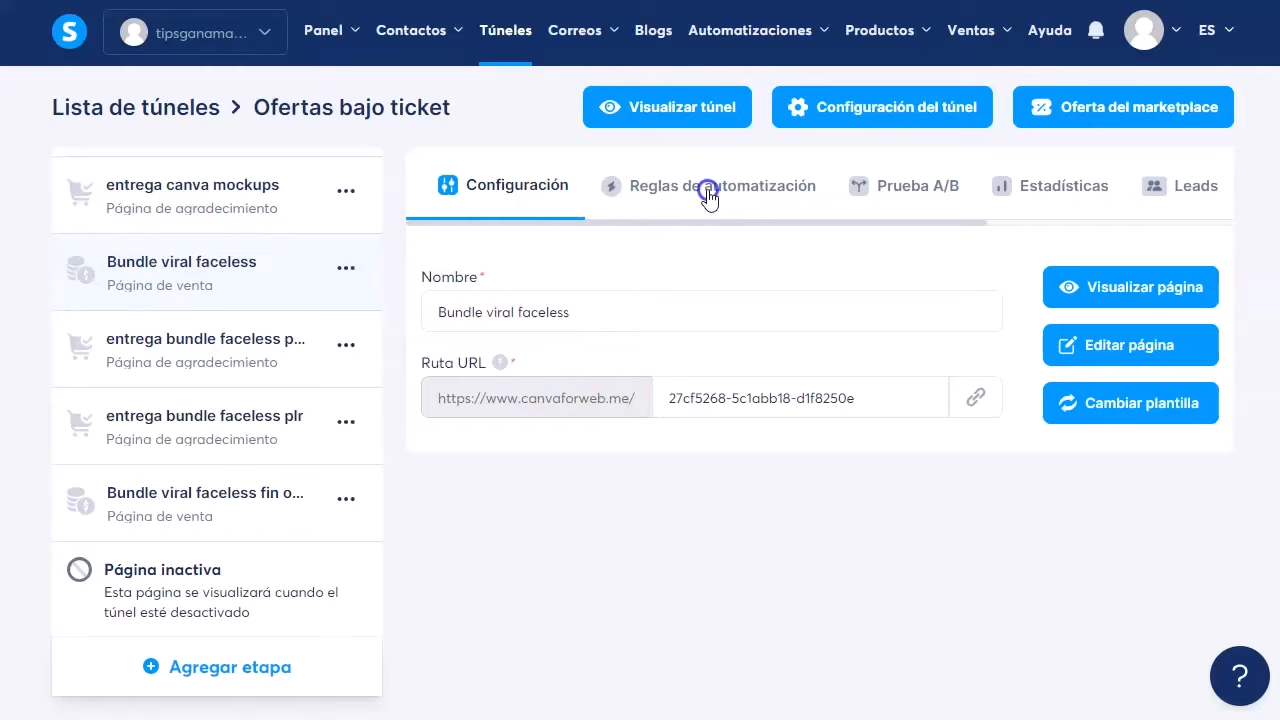 S
tipsganama...
Panel
Contactos
Túneles
Correos
Blogs
Automatizaciones
Productos
Ventas
Ayuda
ES
Lista de túneles > Ofertas bajo ticket
Visualizar túnel
Configuración del túnel
Oferta del marketplace
entrega canva mockups
Página de agradecimiento
Bundle viral faceless
Página de venta
entrega bundle faceless p...
Página de agradecimiento
entrega bundle faceless plr
Página de agradecimiento
Bundle viral faceless fin o...
Página de venta
Página inactiva
Esta página se visualizará cuando el
túnel esté desactivado
Agregar etapa
Configuración
Reglas de automatización
Prueba A/B
Estadísticas
Leads
Nombre*
Bundle viral faceless
Ruta URL ? *
https://www.canvaforweb.me/
27cf5268-5c1abb18-d1f8250e
Visualizar página
Editar página
Cambiar plantilla
?